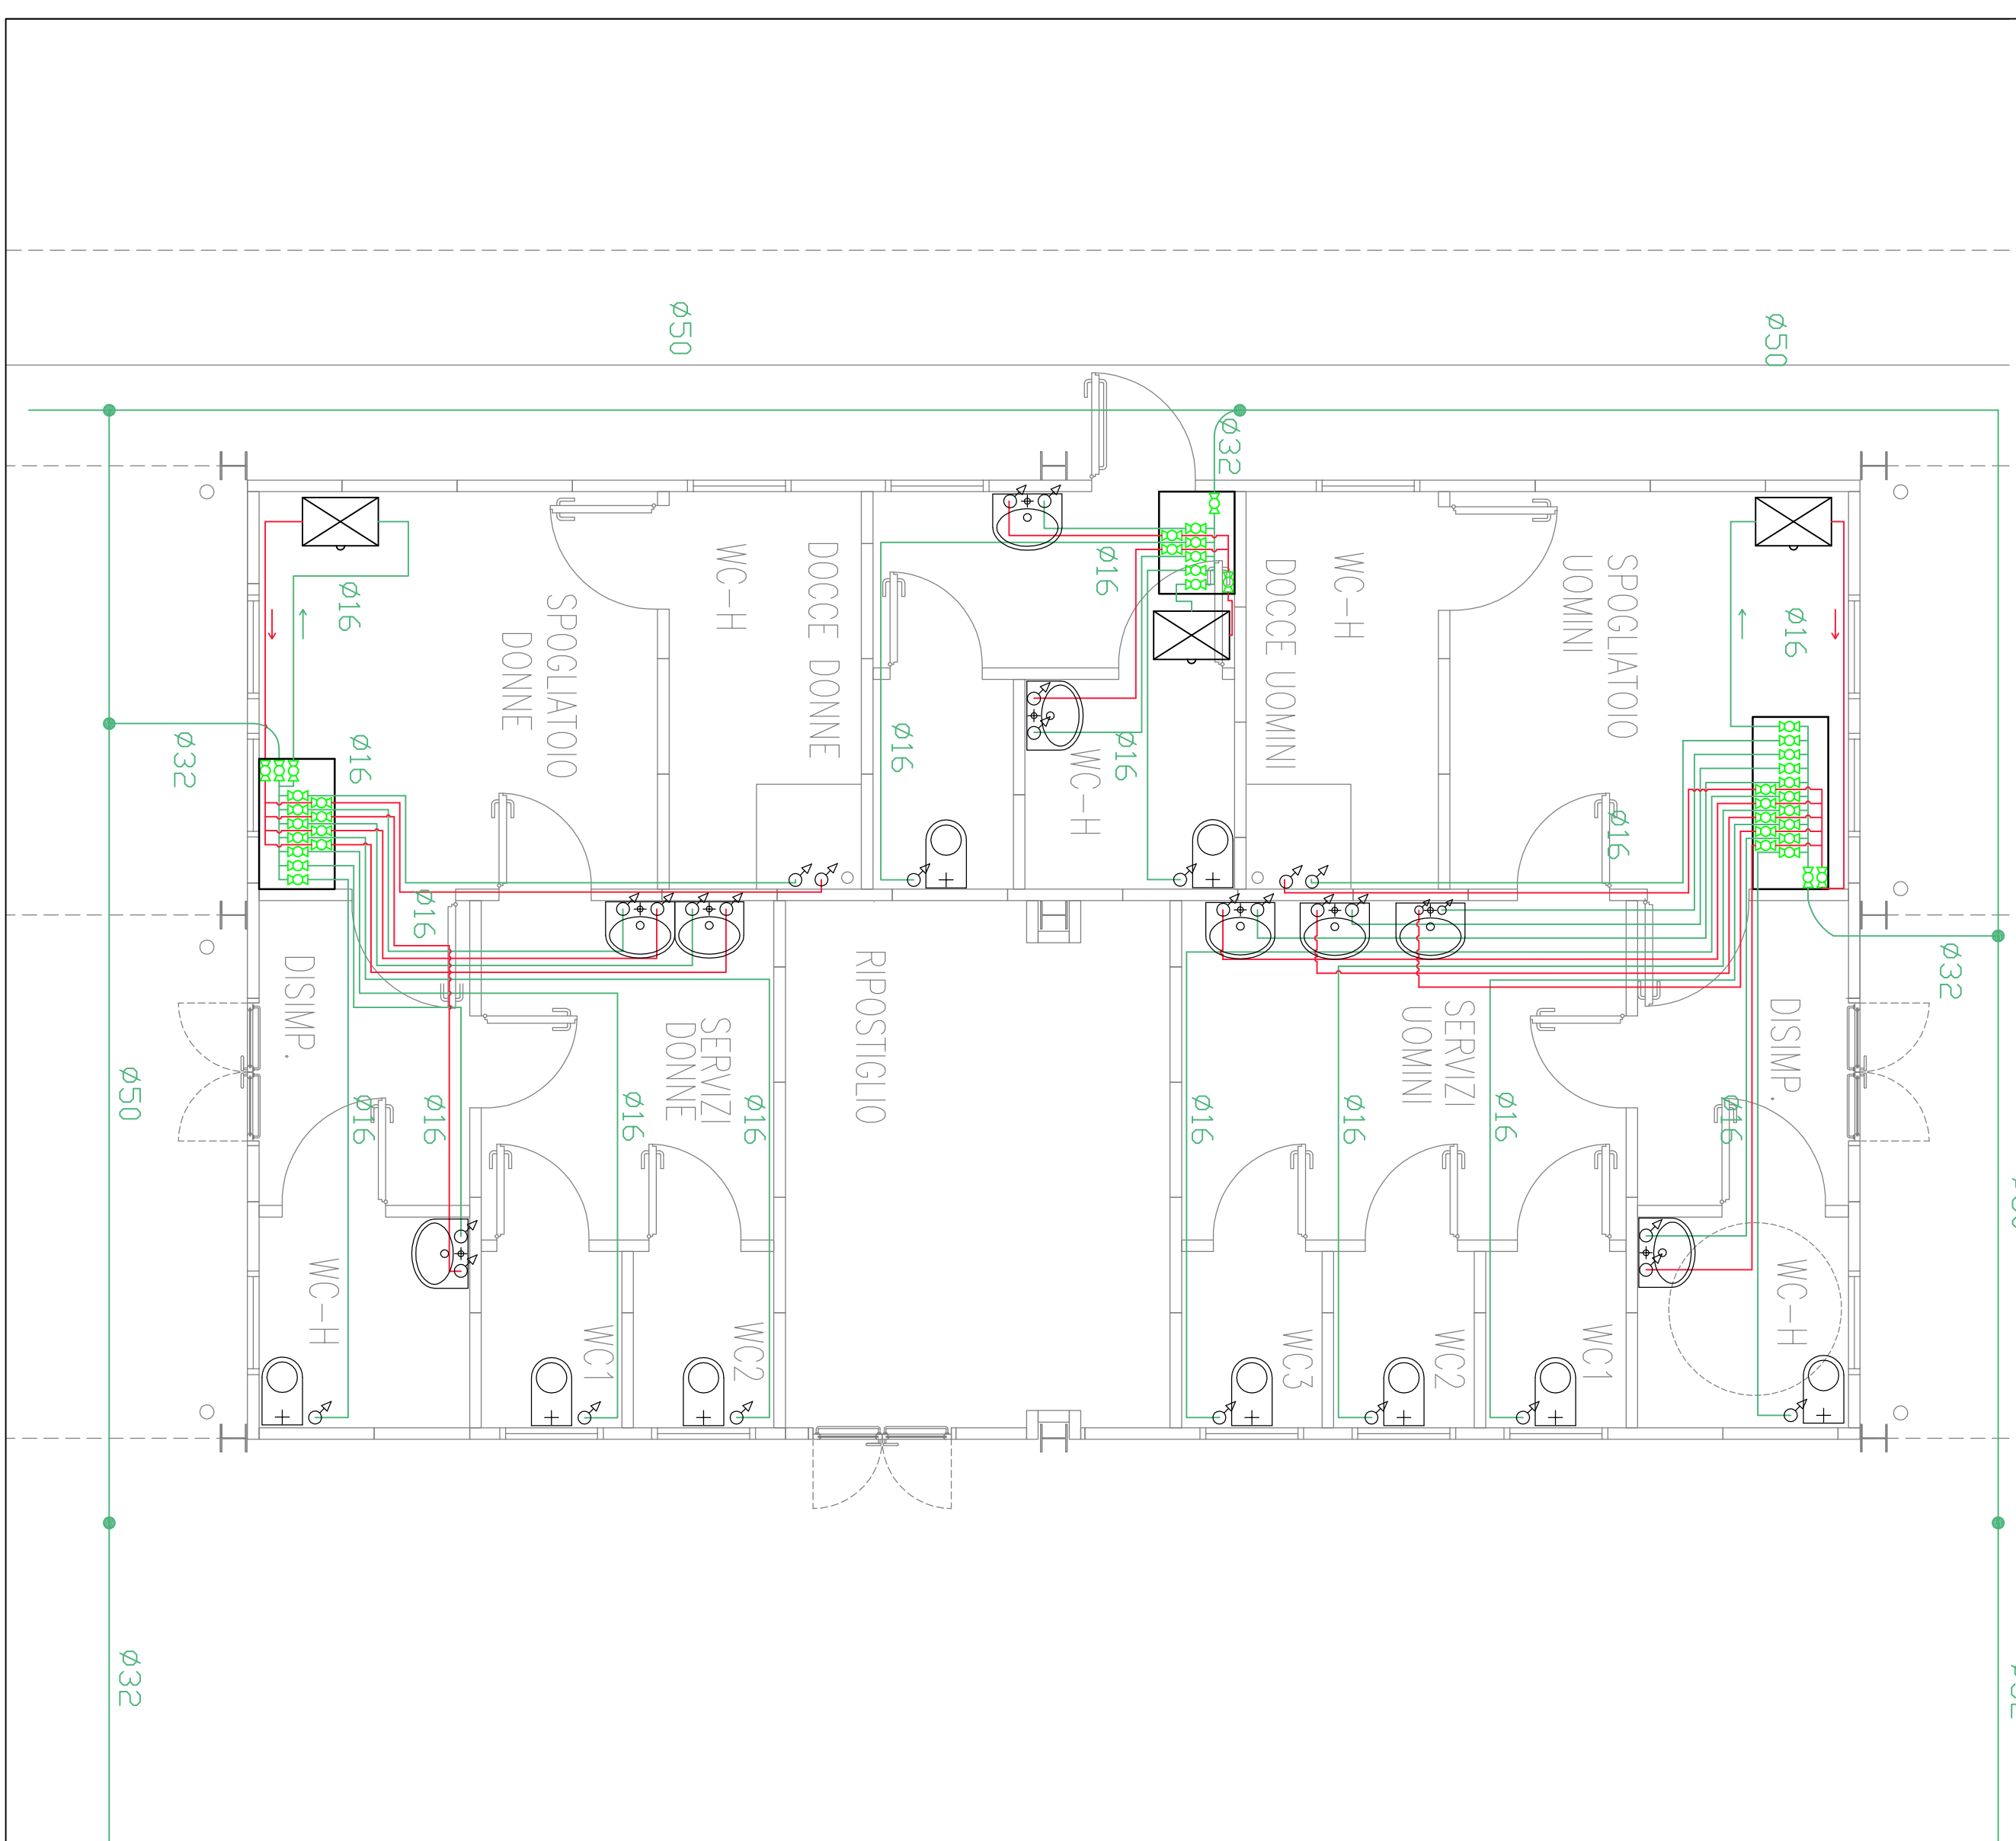 ø50
ø50
ø32
ø16
ø16
ø16
SPOGLIATOIO
DONNE
WC-H
DOCCE DONNE
DOCCE UOMINI
WC-H
SPOGLIATOIO
UOMINI
ø32
ø16
ø16
ø16
WC-H
ø16
ø16
ø32
DISIMP.
RIPOSTIGLIO
SERVIZI
DONNE
SERVIZI
UOMINI
DISIMP.
ø50
ø16
ø16
ø16
ø16
ø16
ø16
ø16
ø16
WC-H
WC1
WC2
WC3
WC2
WC1
WC-H
ø32